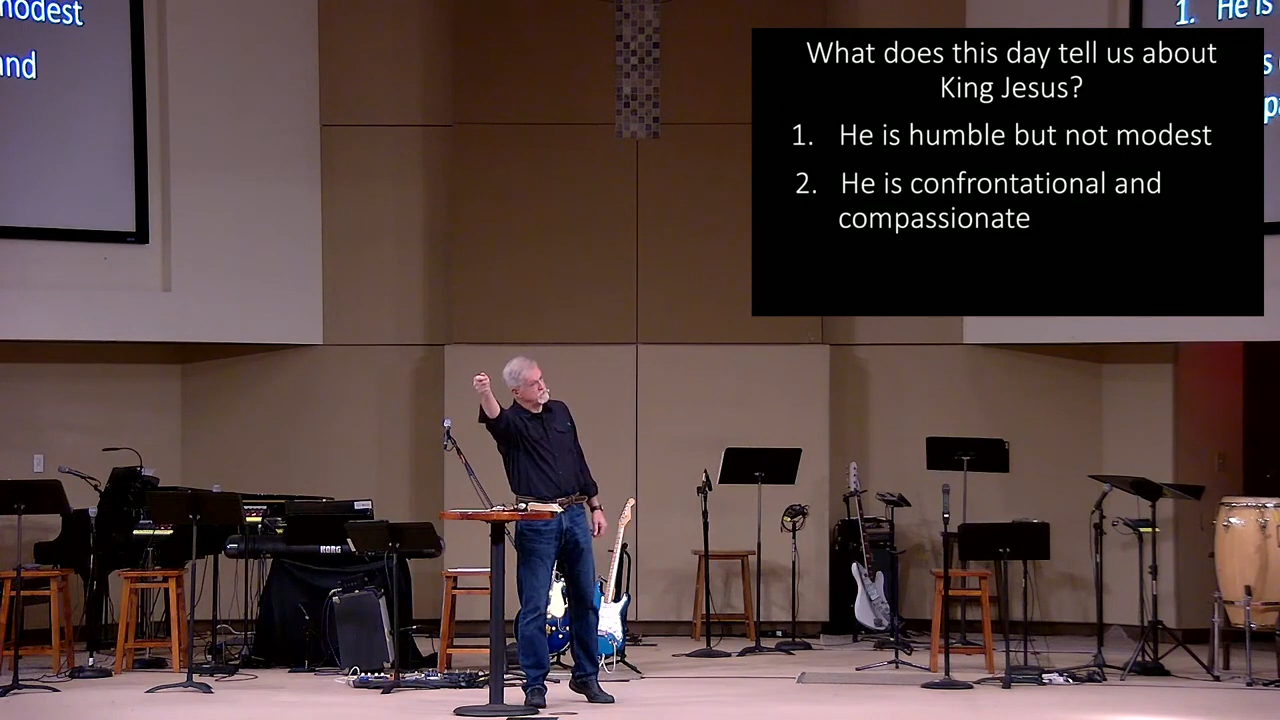 modest
and
What does this day tell us about
King Jesus?
1. He is humble but not modest
2. He is confrontational and
compassionate
1. He is
KORG